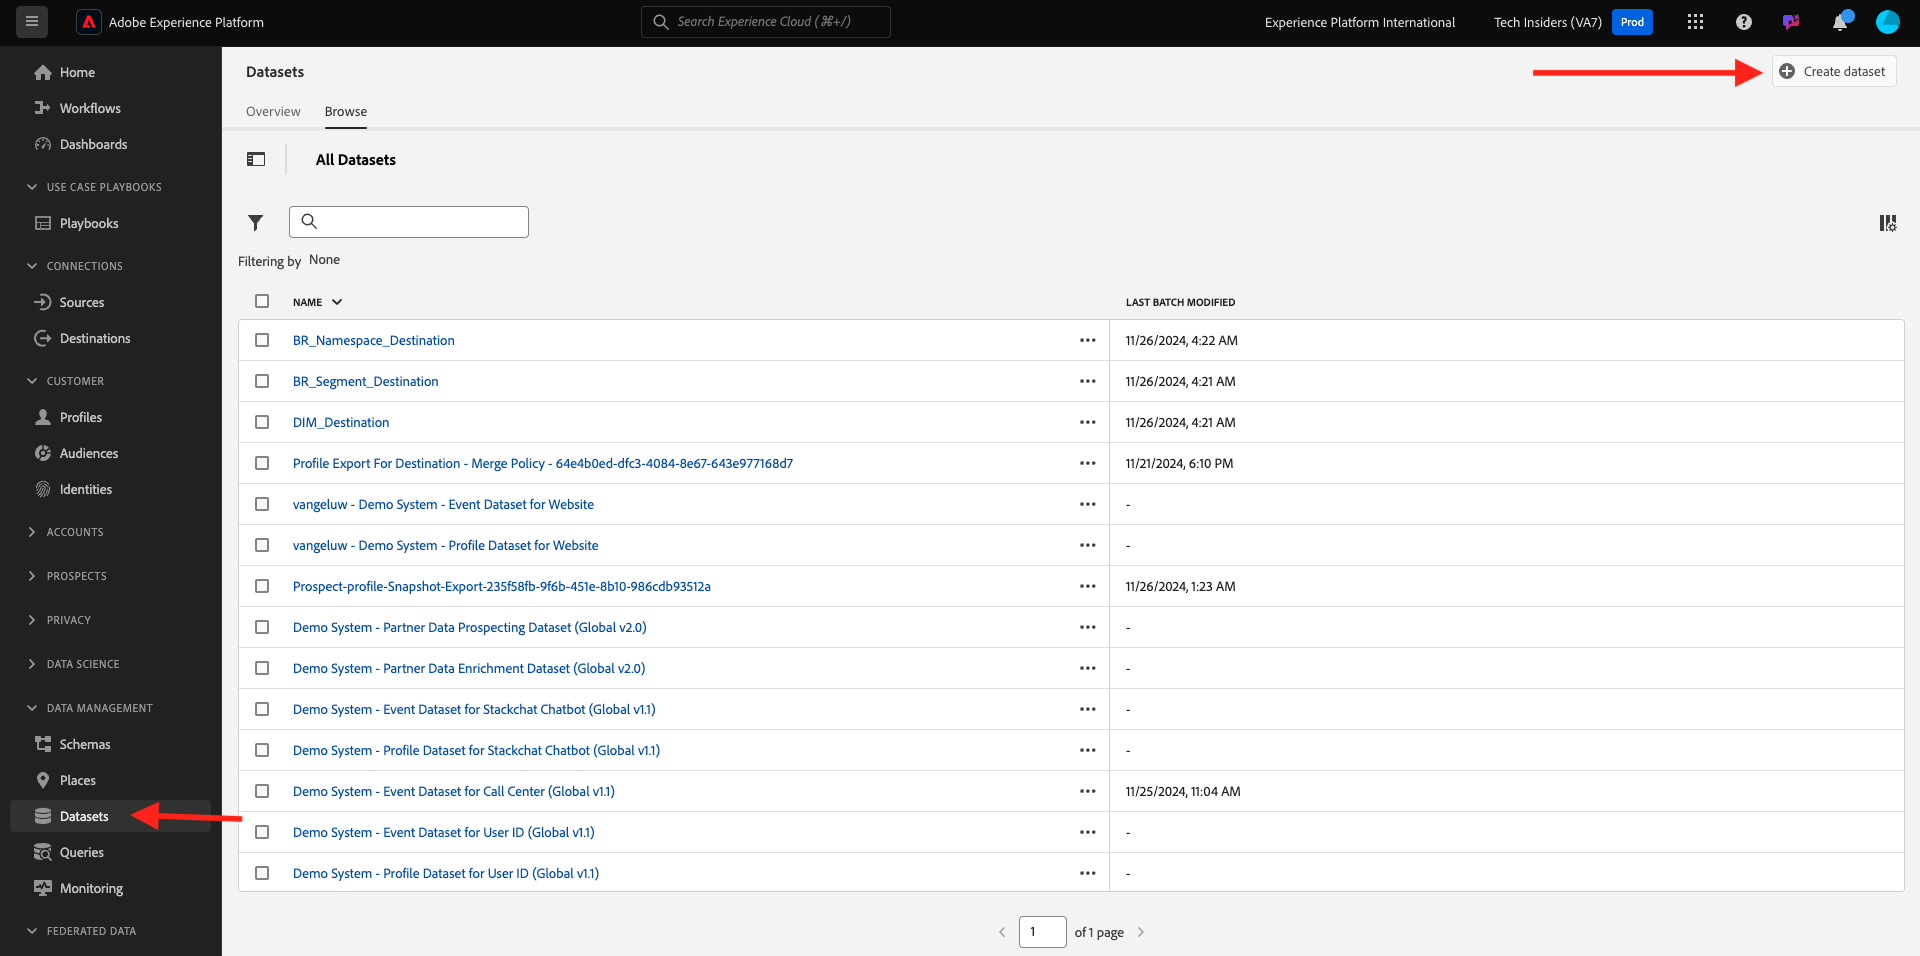 Adobe Experience Platform
Search Experience Cloud (⌘+/)
Experience Platform International
Tech Insiders (VA7)
Prod
Home
Workflows
Dashboards
USE CASE PLAYBOOKS
Playbooks
CONNECTIONS
Sources
Destinations
CUSTOMER
Profiles
Audiences
Identities
ACCOUNTS
PROSPECTS
PRIVACY
DATA SCIENCE
DATA MANAGEMENT
Schemas
Places
Datasets
Queries
Monitoring
FEDERATED DATA
Datasets
Create dataset
Overview
Browse
All Datasets
Filtering by None
NAME
LAST BATCH MODIFIED
BR_Namespace_Destination
11/26/2024, 4:22 AM
BR_Segment_Destination
11/26/2024, 4:21 AM
DIM_Destination
11/26/2024, 4:21 AM
Profile Export For Destination - Merge Policy - 64e4b0ed-dfc3-4084-8e67-643e977168d7
11/21/2024, 6:10 PM
vangeluw - Demo System - Event Dataset for Website
-
vangeluw - Demo System - Profile Dataset for Website
-
Prospect-profile-Snapshot-Export-235f58fb-9f6b-451e-8b10-986cdb93512a
11/26/2024, 1:23 AM
Demo System - Partner Data Prospecting Dataset (Global v2.0)
-
Demo System - Partner Data Enrichment Dataset (Global v2.0)
-
Demo System - Event Dataset for Stackchat Chatbot (Global v1.1)
-
Demo System - Profile Dataset for Stackchat Chatbot (Global v1.1)
-
Demo System - Event Dataset for Call Center (Global v1.1)
11/25/2024, 11:04 AM
Demo System - Event Dataset for User ID (Global v1.1)
-
Demo System - Profile Dataset for User ID (Global v1.1)
-
1 of 1 page